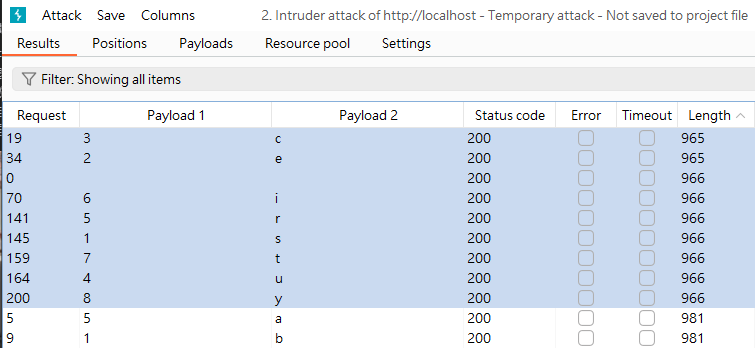 Attack Save Columns 2. Intruder attack of http://localhost - Temporary attack - Not saved to project file
Results Positions Payloads Resource pool Settings
Filter: Showing all items
Request Payload 1 Payload 2 Status code Error Timeout Length
19 3 c 200 965
34 2 e 200 965
0 200 966
70 6 i 200 966
141 5 r 200 966
145 1 s 200 966
159 7 t 200 966
164 4 u 200 966
200 8 y 200 966
5 5 a 200 981
9 1 b 200 981